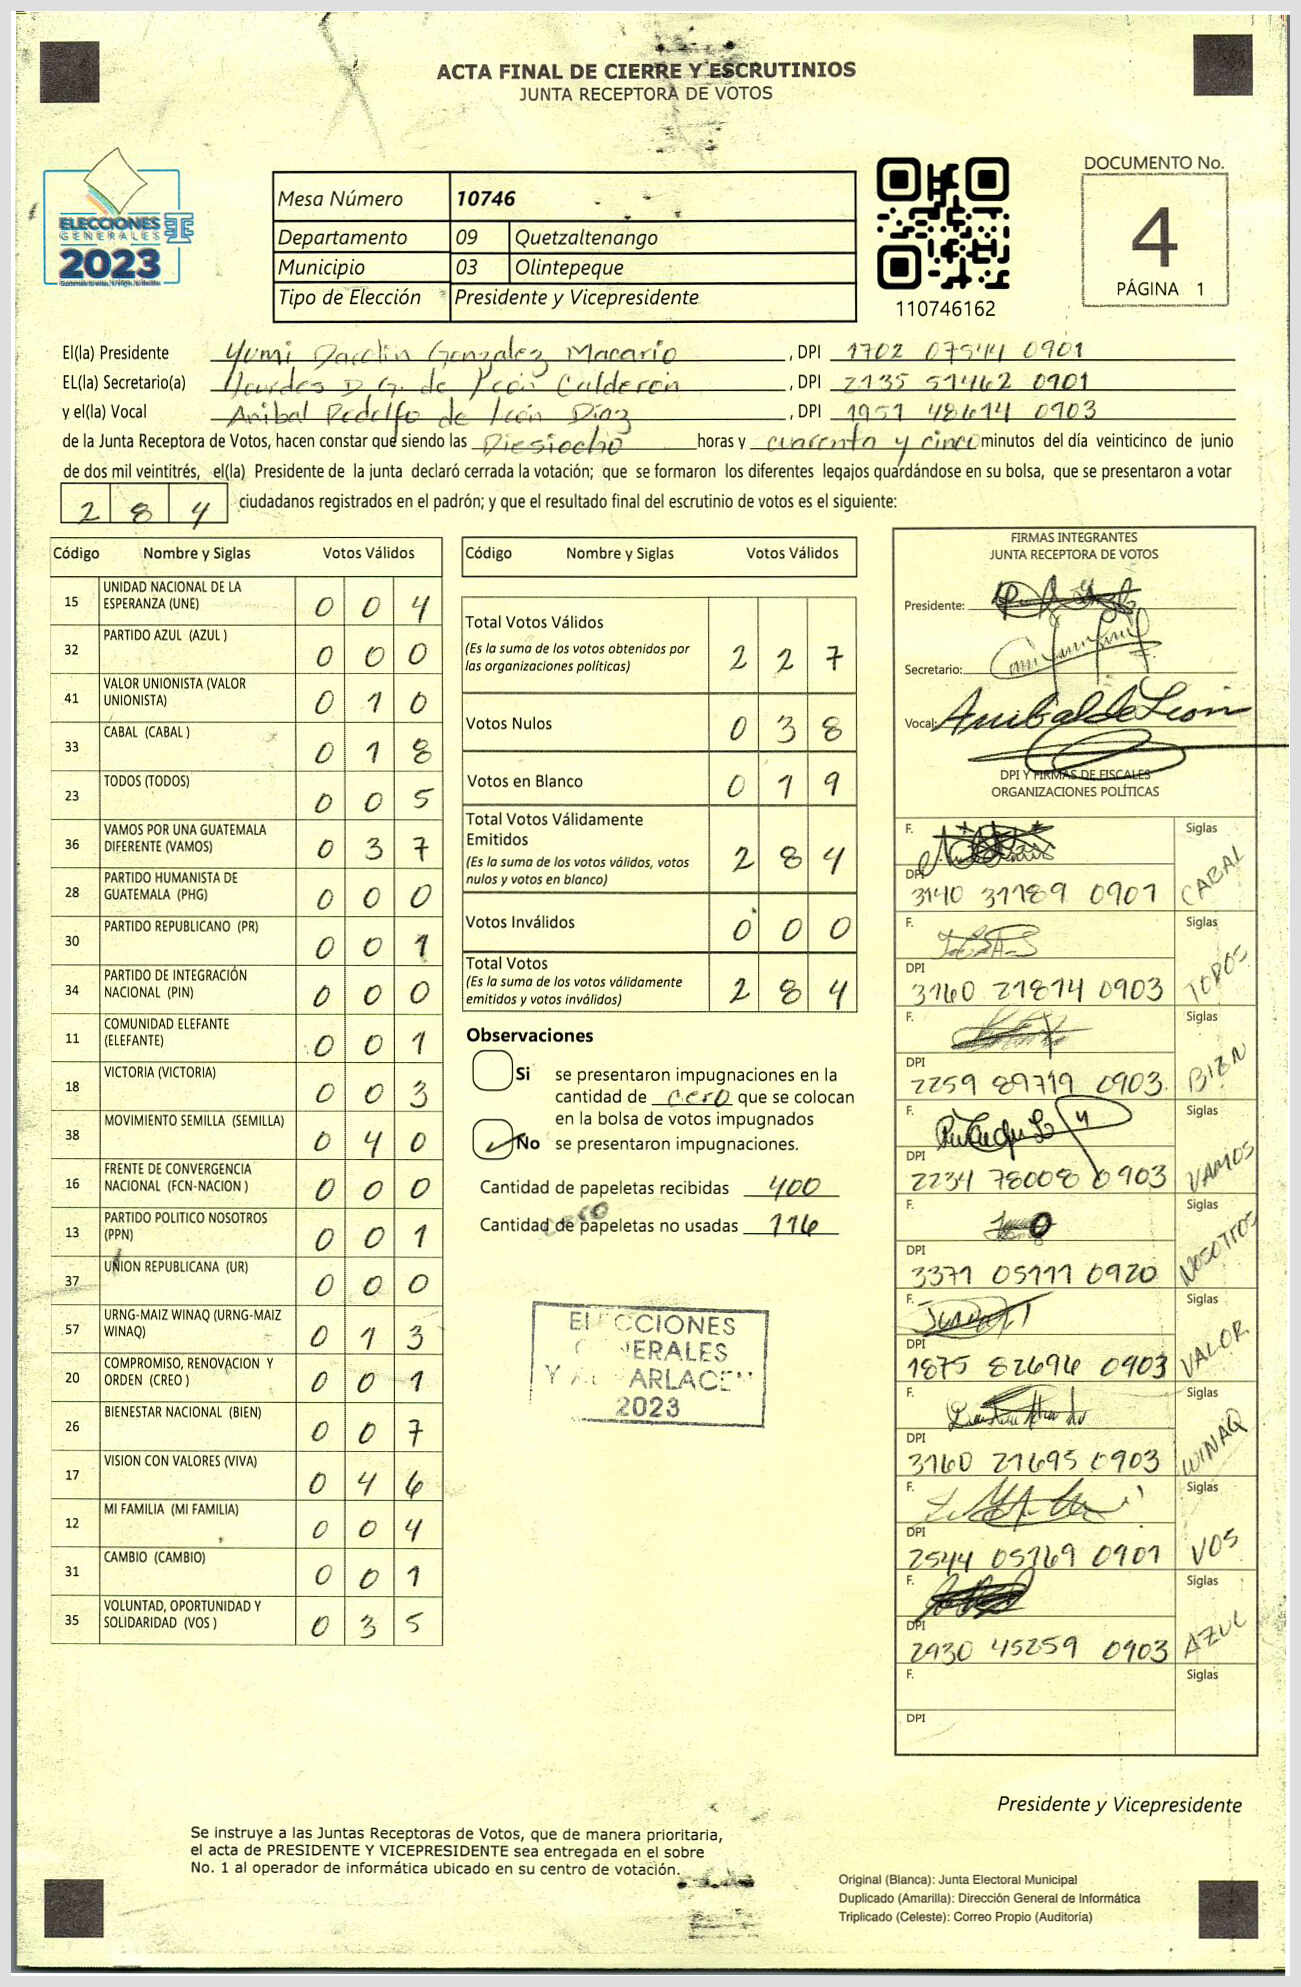 ACTA FINAL DE CIERRE Y ESCRUTINIOS
JUNTA RECEPTORA DE VOTOS
ELECCIONES
GENERALES
2023
Mesa Número 10746
Departamento 09 Quetzaltenango
Municipio 03 Olintepeque
Tipo de Elección Presidente y Vicepresidente
110746162
DOCUMENTO No.
4
PÁGINA 1
El(la) Presidente Yumi Gonzalez Macario , DPI 1702 07544 0901
EL(la) Secretario(a) Lourdes D. G. de León Calderon , DPI 2135 51462 0901
y el(la) Vocal Anibal Rodolfo de León Díaz , DPI 1951 48614 0903
de la Junta Receptora de Votos, hacen constar que siendo las Diesiocho horas y cuarenta y cinco minutos del día veinticinco de junio
de dos mil veintitrés, el(la) Presidente de la junta declaró cerrada la votación; que se formaron los diferentes legajos guardándose en su bolsa, que se presentaron a votar
2 8 4 ciudadanos registrados en el padrón; y que el resultado final del escrutinio de votos es el siguiente:
Código Nombre y Siglas Votos Válidos
15 UNIDAD NACIONAL DE LA ESPERANZA (UNE) 0 0 4
32 PARTIDO AZUL (AZUL ) 0 0 0
41 VALOR UNIONISTA (VALOR UNIONISTA) 0 1 0
33 CABAL (CABAL ) 0 1 8
23 TODOS (TODOS) 0 0 5
36 VAMOS POR UNA GUATEMALA DIFERENTE (VAMOS) 0 3 7
28 PARTIDO HUMANISTA DE GUATEMALA (PHG) 0 0 0
30 PARTIDO REPUBLICANO (PR) 0 0 1
34 PARTIDO DE INTEGRACIÓN NACIONAL (PIN) 0 0 0
11 COMUNIDAD ELEFANTE (ELEFANTE) 0 0 1
18 VICTORIA (VICTORIA) 0 0 3
38 MOVIMIENTO SEMILLA (SEMILLA) 0 4 0
16 FRENTE DE CONVERGENCIA NACIONAL (FCN-NACION ) 0 0 0
13 PARTIDO POLITICO NOSOTROS (PPN) 0 0 1
37 UNION REPUBLICANA (UR) 0 0 0
57 URNG-MAIZ WINAQ (URNG-MAIZ WINAQ) 0 1 3
20 COMPROMISO, RENOVACION Y ORDEN (CREO ) 0 0 1
26 BIENESTAR NACIONAL (BIEN) 0 0 7
17 VISION CON VALORES (VIVA) 0 4 6
12 MI FAMILIA (MI FAMILIA) 0 0 4
31 CAMBIO (CAMBIO) 0 0 1
35 VOLUNTAD, OPORTUNIDAD Y SOLIDARIDAD (VOS ) 0 3 5
Código Nombre y Siglas Votos Válidos
Total Votos Válidos 2 2 7
(Es la suma de los votos obtenidos por
las organizaciones políticas)
Votos Nulos 0 3 8
Votos en Blanco 0 1 9
Total Votos Válidamente
Emitidos 2 8 4
(Es la suma de los votos válidos, votos
nulos y votos en blanco)
Votos Inválidos 0 0 0
Total Votos 2 8 4
(Es la suma de los votos válidamente
emitidos y votos inválidos)
Observaciones
Si se presentaron impugnaciones en la
cantidad de cero que se colocan
en la bolsa de votos impugnados
No se presentaron impugnaciones.
Cantidad de papeletas recibidas 400
cero
Cantidad de papeletas no usadas 116
ELECCIONES
GENERALES
2023
FIRMAS INTEGRANTES
JUNTA RECEPTORA DE VOTOS
Presidente:
Secretario:
Vocal: Anibal de León
DPI Y FIRMAS DE FISCALES
ORGANIZACIONES POLÍTICAS
F. Siglas CABAL
DPI 3140 31189 0901
F. Siglas TODOS
DPI 3160 21814 0903
F. Siglas BIEN
DPI 2259 89719 0903
F. Siglas VAMOS
DPI 2234 78008 0903
F. Siglas NOSOTROS
DPI 3371 05111 0920
F. Siglas VALOR
DPI 1875 82696 0903
F. Siglas WINAQ
DPI 3160 21695 0903
F. Siglas VOS
DPI 2544 05169 0901
F. Siglas AZUL
DPI 2930 45259 0903
F. Siglas
DPI
Presidente y Vicepresidente
Se instruye a las Juntas Receptoras de Votos, que de manera prioritaria,
el acta de PRESIDENTE Y VICEPRESIDENTE sea entregada en el sobre
No. 1 al operador de informática ubicado en su centro de votación.
Original (Blanca): Junta Electoral Municipal
Duplicado (Amarilla): Dirección General de Informática
Triplicado (Celeste): Correo Propio (Auditoría)